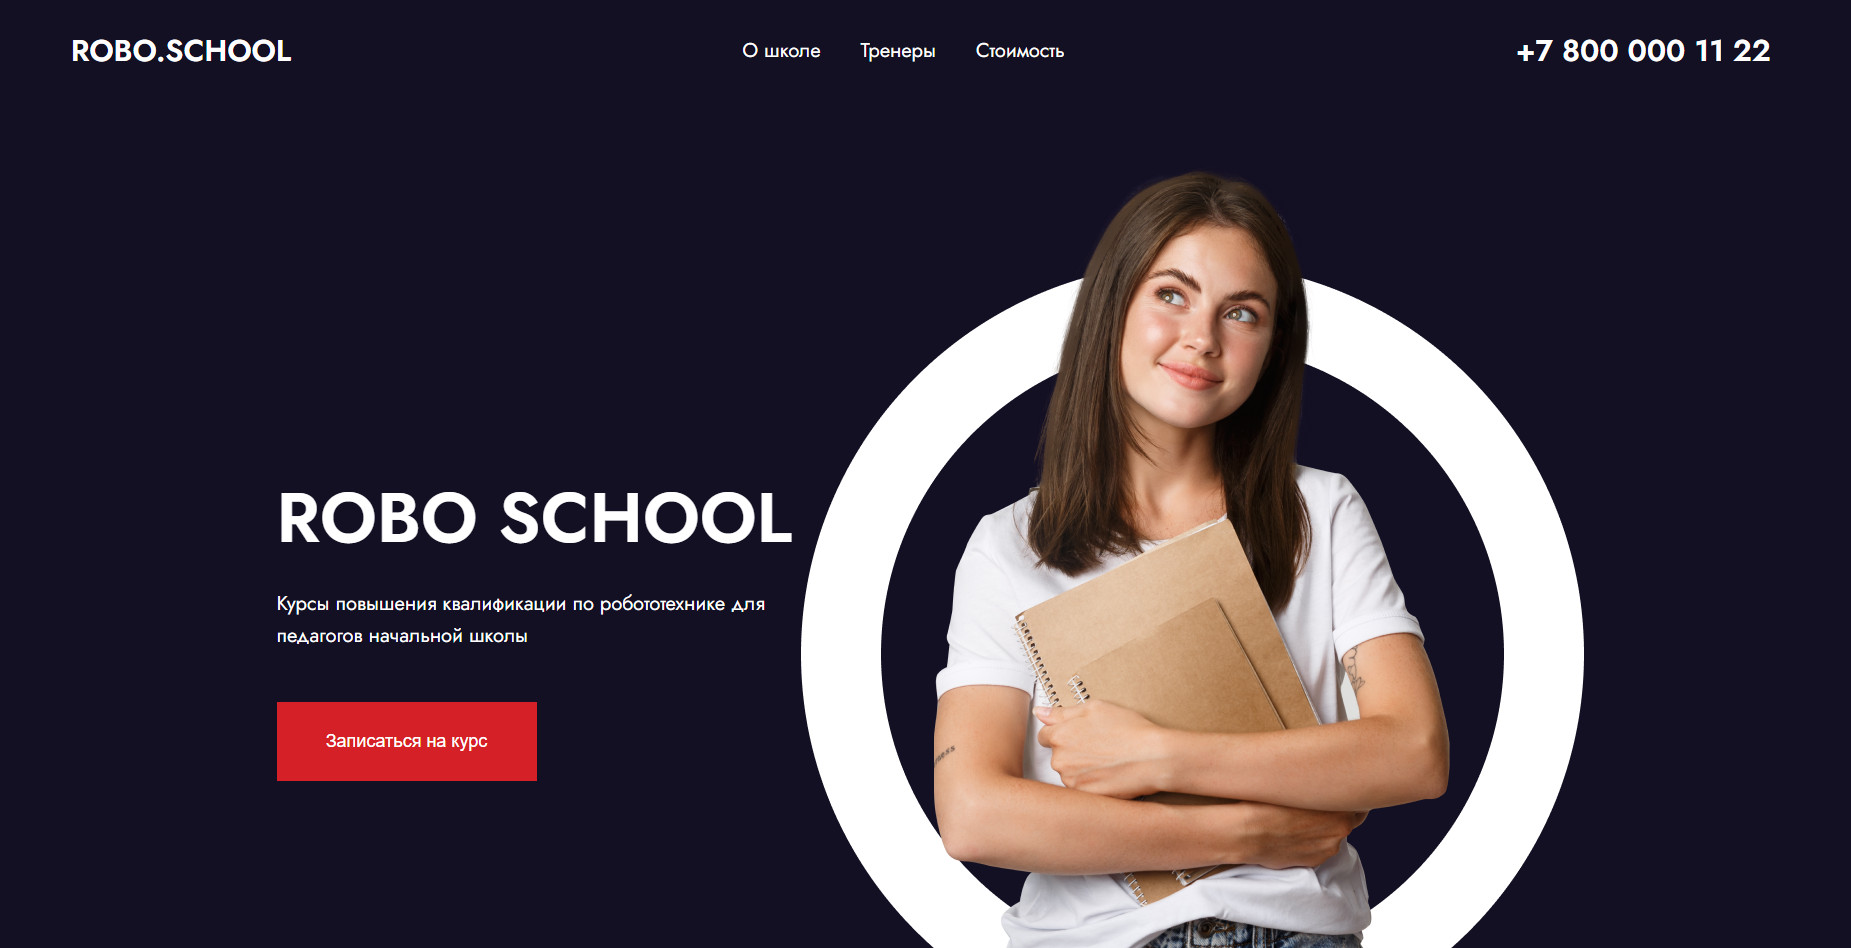 ROBO.SCHOOL
О школе
Тренеры
Стоимость
+7 800 000 11 22
ROBO SCHOOL
Курсы повышения квалификации по робототехнике для
педагогов начальной школы
Записаться на курс